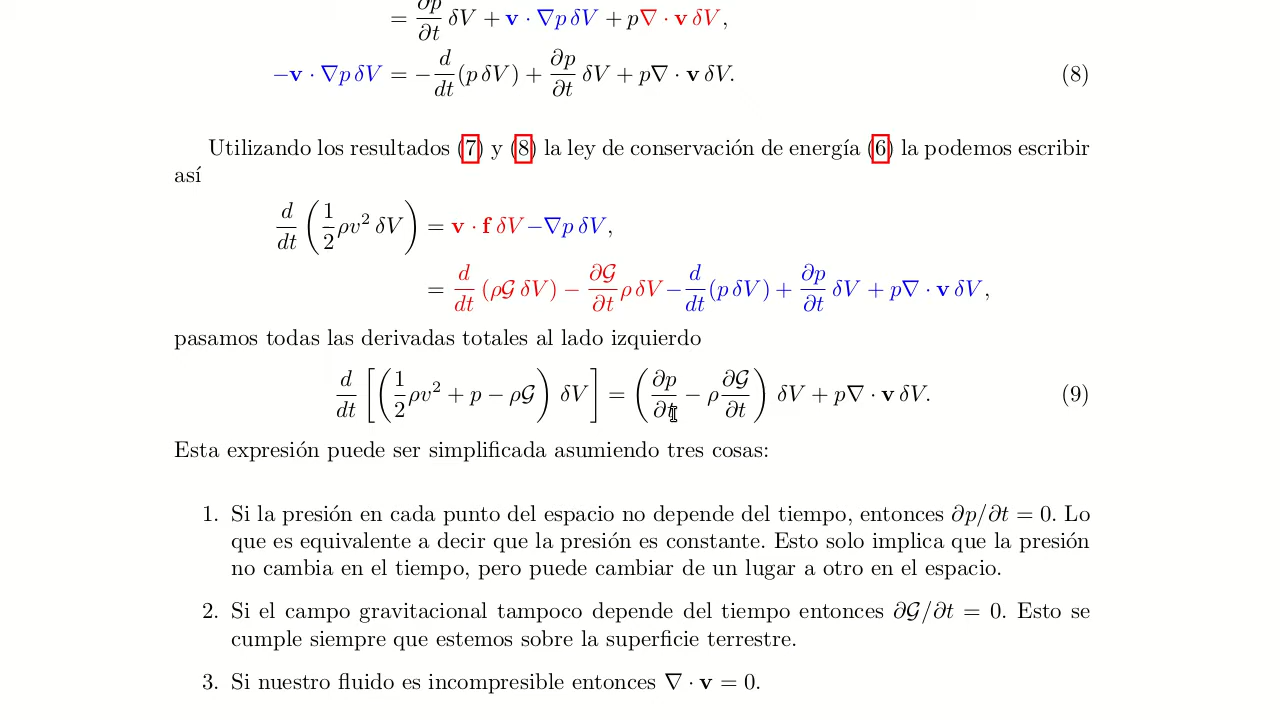 = ∂p/∂t δV + v · ∇p δV + p∇ · v δV,
−v · ∇p δV = − d/dt (p δV) + ∂p/∂t δV + p∇ · v δV. (8)
Utilizando los resultados (7) y (8) la ley de conservación de energía (6) la podemos escribir
así
d/dt (1/2 ρv² δV) = v · f δV −∇p δV,
= d/dt (ρ𝒢 δV) − ∂𝒢/∂t ρ δV − d/dt (p δV) + ∂p/∂t δV + p∇ · v δV,
pasamos todas las derivadas totales al lado izquierdo
d/dt [(1/2 ρv² + p − ρ𝒢) δV] = (∂p/∂t − ρ ∂𝒢/∂t) δV + p∇ · v δV. (9)
Esta expresión puede ser simplificada asumiendo tres cosas:
1. Si la presión en cada punto del espacio no depende del tiempo, entonces ∂p/∂t = 0. Lo
que es equivalente a decir que la presión es constante. Esto solo implica que la presión
no cambia en el tiempo, pero puede cambiar de un lugar a otro en el espacio.
2. Si el campo gravitacional tampoco depende del tiempo entonces ∂𝒢/∂t = 0. Esto se
cumple siempre que estemos sobre la superficie terrestre.
3. Si nuestro fluido es incompresible entonces ∇ · v = 0.